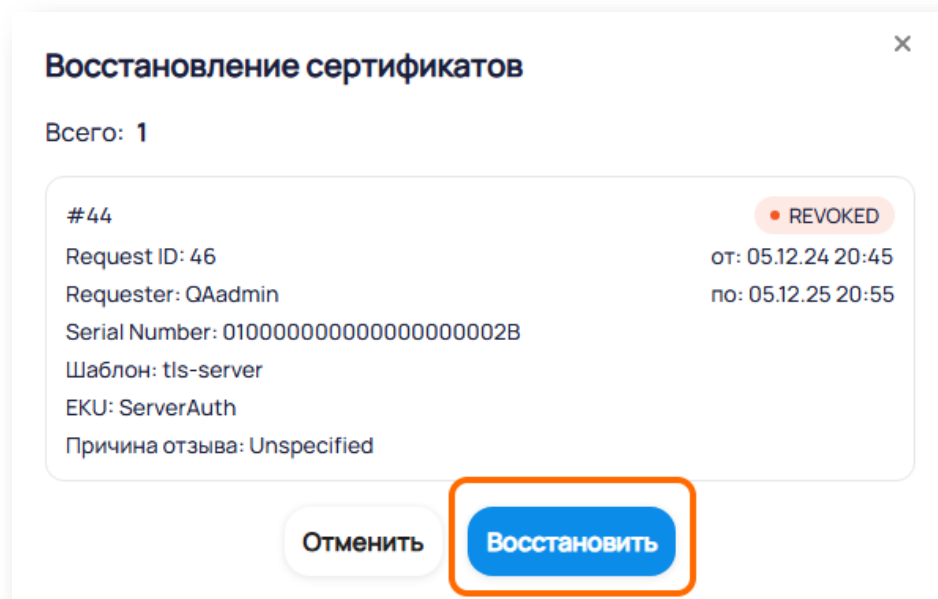 Восстановление сертификатов
Всего: 1
#44
REVOKED
Request ID: 46
от: 05.12.24 20:45
Requester: QAadmin
по: 05.12.25 20:55
Serial Number: 010000000000000000002B
Шаблон: tls-server
EKU: ServerAuth
Причина отзыва: Unspecified
Отменить
Восстановить